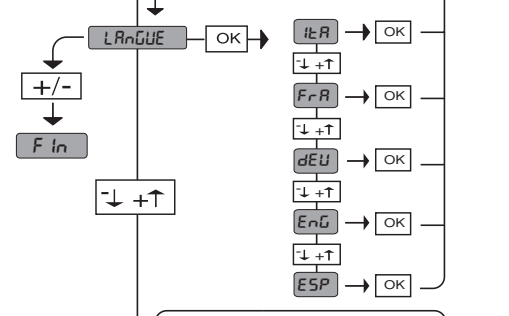 LAnGUE OK ItA OK
-↓ +↑
+/- FrA OK
-↓ +↑
F In dEU OK
-↓ +↑ -↓ +↑
EnG OK
-↓ +↑
ESP OK